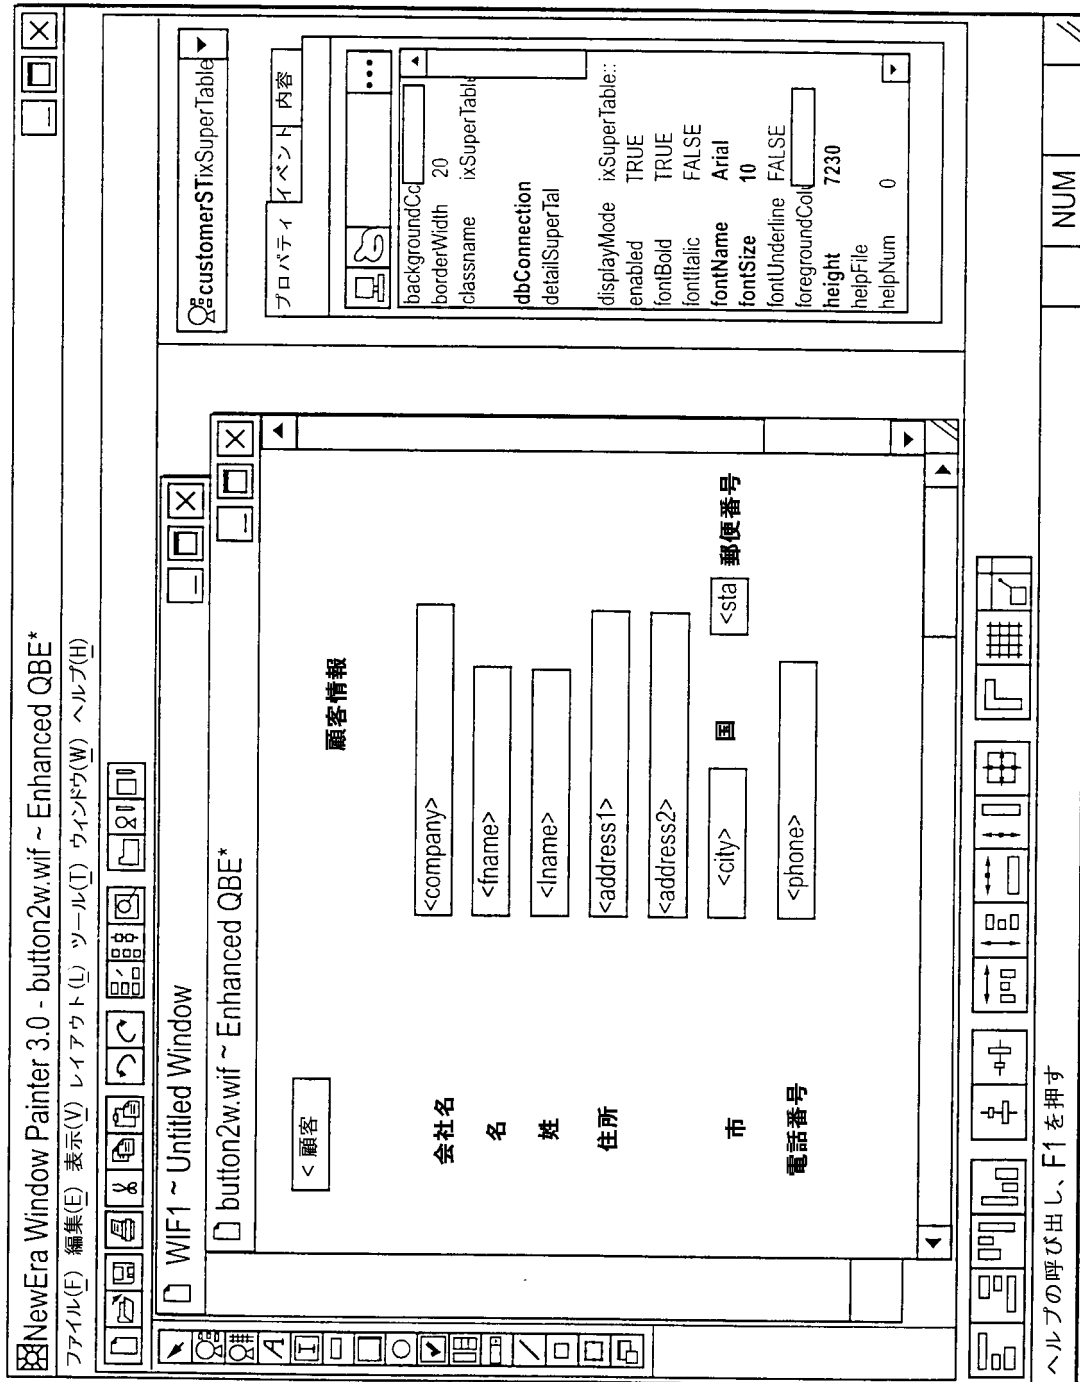 NewEra Window Painter 3.0 - button2w.wif ~ Enhanced QBE*
ファイル(F) 編集(E) 表示(V) レイアウト(L) ツール(T) ウィンドウ(W) ヘルプ(H)
WIF1 ~ Untitled Window
button2w.wif ~ Enhanced QBE*
< 顧客
顧客情報
会社名 <company>
名 <fname>
姓 <lname>
住所 <address1>
<address2>
市 <city> 国 <sta 郵便番号
電話番号 <phone>
customerSTixSuperTable
プロパティ イベント 内容
backgroundCc
borderWidth 20
classname ixSuperTable
dbConnection
detailSuperTal
displayMode ixSuperTable::
enabled TRUE
fontBold TRUE
fontItalic FALSE
fontName Arial
fontSize 10
fontUnderline FALSE
foregroundColu
height 7230
helpFile
helpNum 0
ヘルプの呼び出し、F1 を押す
NUM